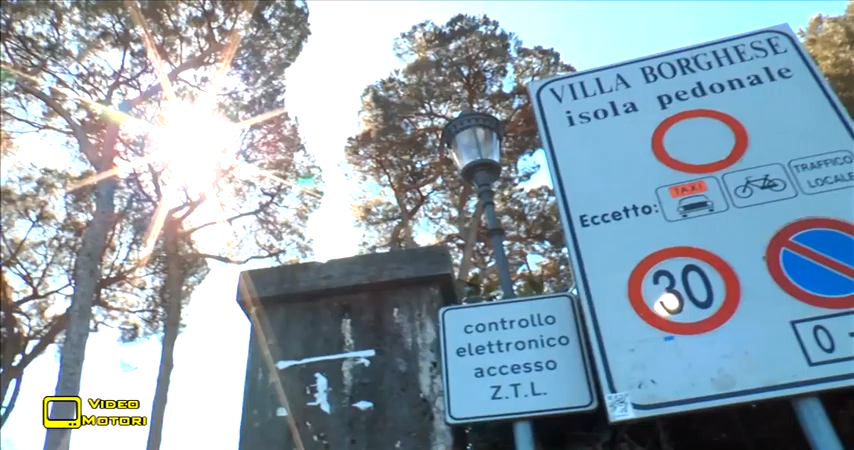 VILLA BORGHESE
isola pedonale
TAXI
TRAFFICO
LOCALE
Eccetto:
30
controllo
elettronico
accesso
Z.T.L.
0 -
VIDEO
MOTORI